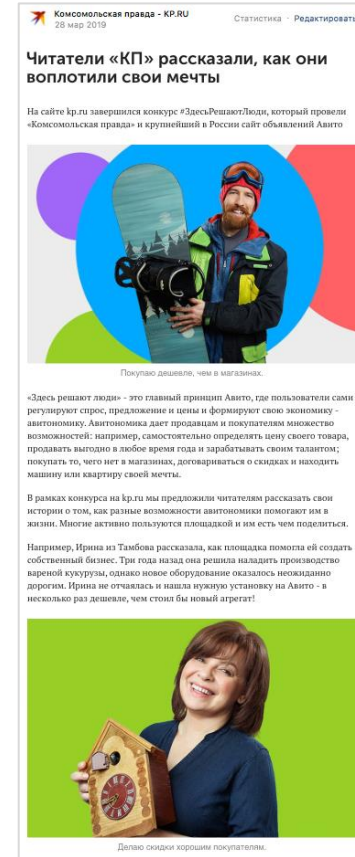 Комсомольская правда - KP.RU
28 мар 2019
Статистика · Редактировать
Читатели «КП» рассказали, как они
воплотили свои мечты
На сайте kp.ru завершился конкурс #ЗдесьРешаютЛюди, который провели
«Комсомольская правда» и крупнейший в России сайт объявлений Авито
Покупаю дешевле, чем в магазинах.
«Здесь решают люди» - это главный принцип Авито, где пользователи сами
регулируют спрос, предложение и цены и формируют свою экономику -
авитономику. Авитономика дает продавцам и покупателям множество
возможностей: например, самостоятельно определять цену своего товара,
продавать выгодно в любое время года и зарабатывать своим талантом;
покупать то, чего нет в магазинах, договариваться о скидках и находить
машину или квартиру своей мечты.
В рамках конкурса на kp.ru мы предложили читателям рассказать свои
истории о том, как разные возможности авитономики помогают им в
жизни. Многие активно пользуются площадкой и им есть чем поделиться.
Например, Ирина из Тамбова рассказала, как площадка помогла ей создать
собственный бизнес. Три года назад она решила наладить производство
вареной кукурузы, однако новое оборудование оказалось неожиданно
дорогим. Ирина не отчаялась и нашла нужную установку на Авито - в
несколько раз дешевле, чем стоил бы новый агрегат!
Делаю скидки хорошим покупателям.